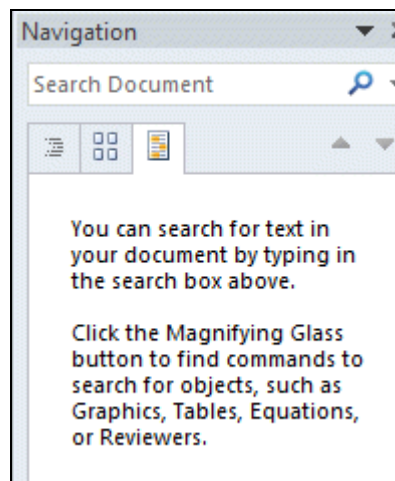 Navigation
Search Document
You can search for text in
your document by typing in
the search box above.
Click the Magnifying Glass
button to find commands to
search for objects, such as
Graphics, Tables, Equations,
or Reviewers.